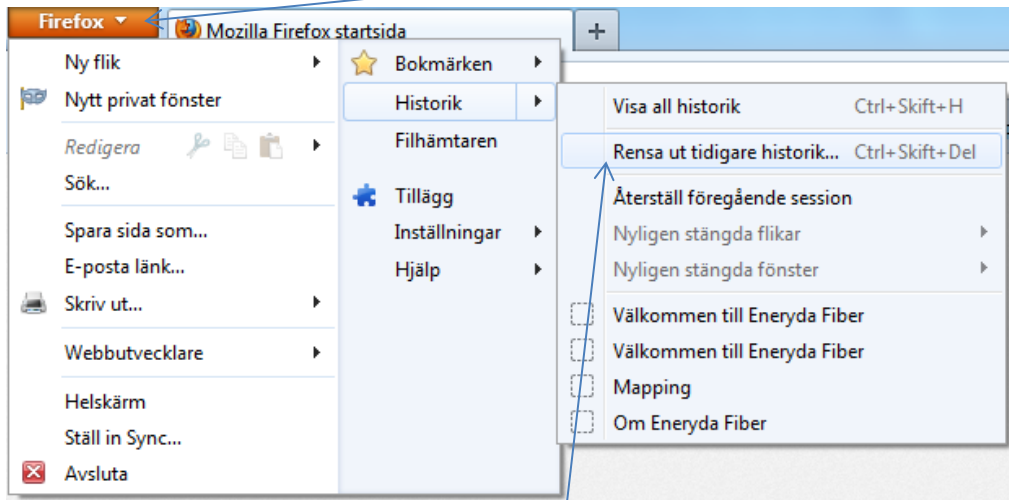 Firefox
Mozilla Firefox startsida
Ny flik
Nytt privat fönster
Redigera
Sök...
Spara sida som...
E-posta länk...
Skriv ut...
Webbutvecklare
Helskärm
Ställ in Sync...
Avsluta
Bokmärken
Historik
Filhämtaren
Tillägg
Inställningar
Hjälp
Visa all historik Ctrl+Skift+H
Rensa ut tidigare historik... Ctrl+Skift+Del
Återställ föregående session
Nyligen stängda flikar
Nyligen stängda fönster
Välkommen till Eneryda Fiber
Välkommen till Eneryda Fiber
Mapping
Om Eneryda Fiber